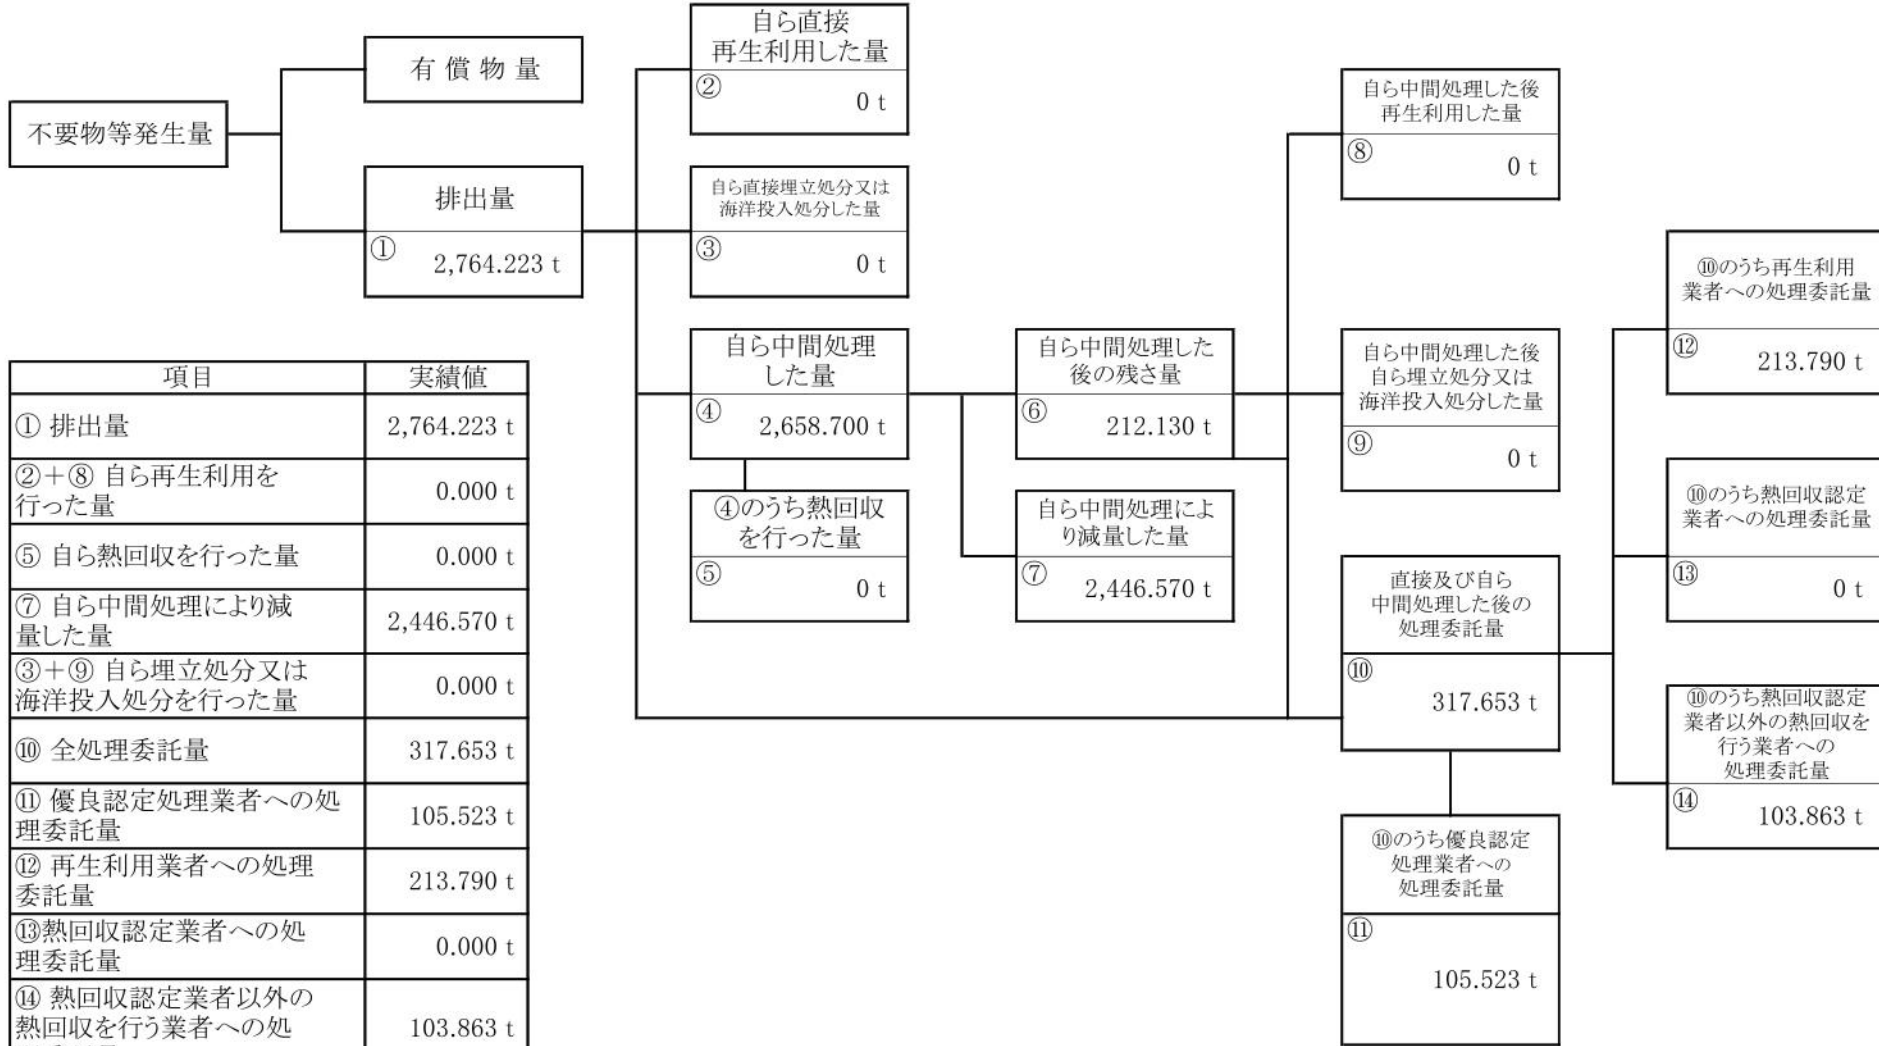 不要物等発生量
有償物量
排出量
①
2,764.223 t
自ら直接
再生利用した量
②
0 t
自ら直接埋立処分又は
海洋投入処分した量
③
0 t
自ら中間処理
した量
④
2,658.700 t
④のうち熱回収
を行った量
⑤
0 t
自ら中間処理した
後の残さ量
⑥
212.130 t
自ら中間処理によ
り減量した量
⑦
2,446.570 t
自ら中間処理した後
再生利用した量
⑧
0 t
自ら中間処理した後
自ら埋立処分又は
海洋投入処分した量
⑨
0 t
直接及び自ら
中間処理した後の
処理委託量
⑩
317.653 t
⑩のうち優良認定
処理業者への
処理委託量
⑪
105.523 t
⑩のうち再生利用
業者への処理委託量
⑫
213.790 t
⑩のうち熱回収認定
業者への処理委託量
⑬
0 t
⑩のうち熱回収認定
業者以外の熱回収を
行う業者への
処理委託量
⑭
103.863 t
項目 実績値
① 排出量 2,764.223 t
②+⑧ 自ら再生利用を
行った量 0.000 t
⑤ 自ら熱回収を行った量 0.000 t
⑦ 自ら中間処理により減
量した量 2,446.570 t
③+⑨ 自ら埋立処分又は
海洋投入処分を行った量 0.000 t
⑩ 全処理委託量 317.653 t
⑪ 優良認定処理業者への処
理委託量 105.523 t
⑫ 再生利用業者への処理
委託量 213.790 t
⑬熱回収認定業者への処
理委託量 0.000 t
⑭ 熱回収認定業者以外の
熱回収を行う業者への処 103.863 t